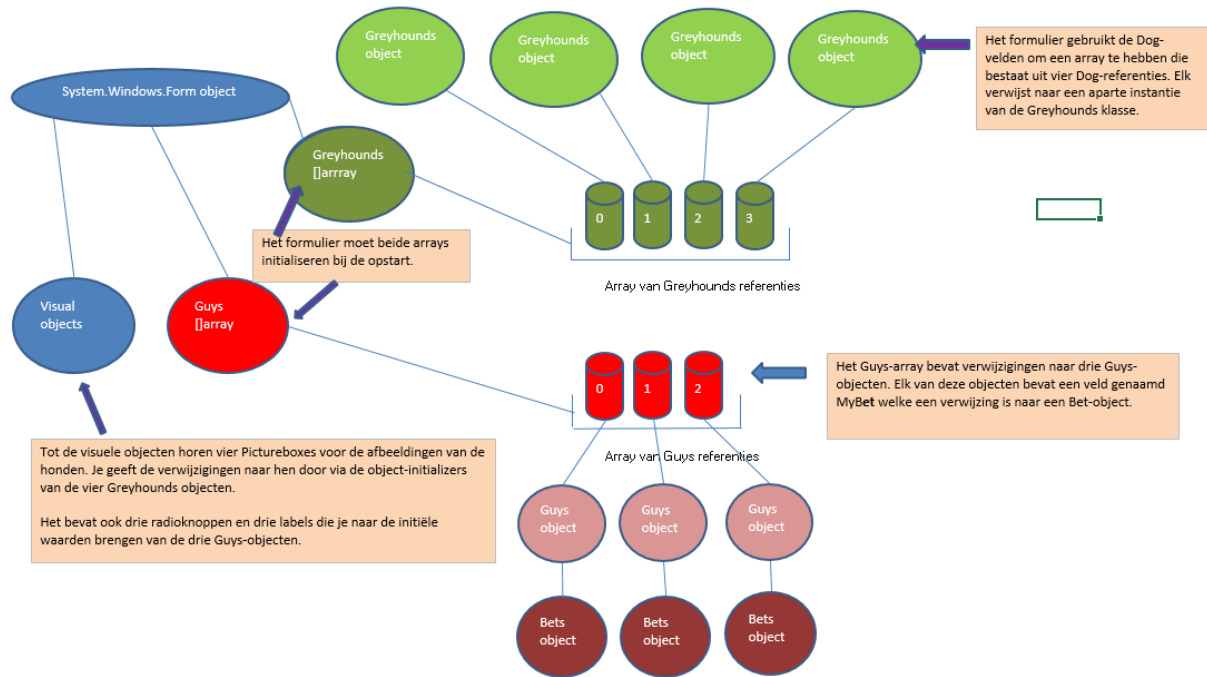 Greyhounds
object
Greyhounds
object
Greyhounds
object
Greyhounds
object
Het formulier gebruikt de Dog-
velden om een array te hebben die
bestaat uit vier Dog-referenties. Elk
verwijst naar een aparte instantie
van de Greyhounds klasse.
System.Windows.Form object
Greyhounds
[]arrray
0
1
2
3
Het formulier moet beide arrays
initialiseren bij de opstart.
Array van Greyhounds referenties
Visual
objects
Guys
[]array
0
1
2
Het Guys-array bevat verwijzigingen naar drie Guys-
objecten. Elk van deze objecten bevat een veld genaamd
MyBet welke een verwijzing is naar een Bet-object.
Array van Guys referenties
Tot de visuele objecten horen vier Pictureboxes voor de afbeeldingen van de
honden. Je geeft de verwijzigingen naar hen door via de object-initializers
van de vier Greyhounds objecten.
Het bevat ook drie radioknoppen en drie labels die je naar de initiële
waarden brengen van de drie Guys-objecten.
Guys
object
Guys
object
Guys
object
Bets
object
Bets
object
Bets
object